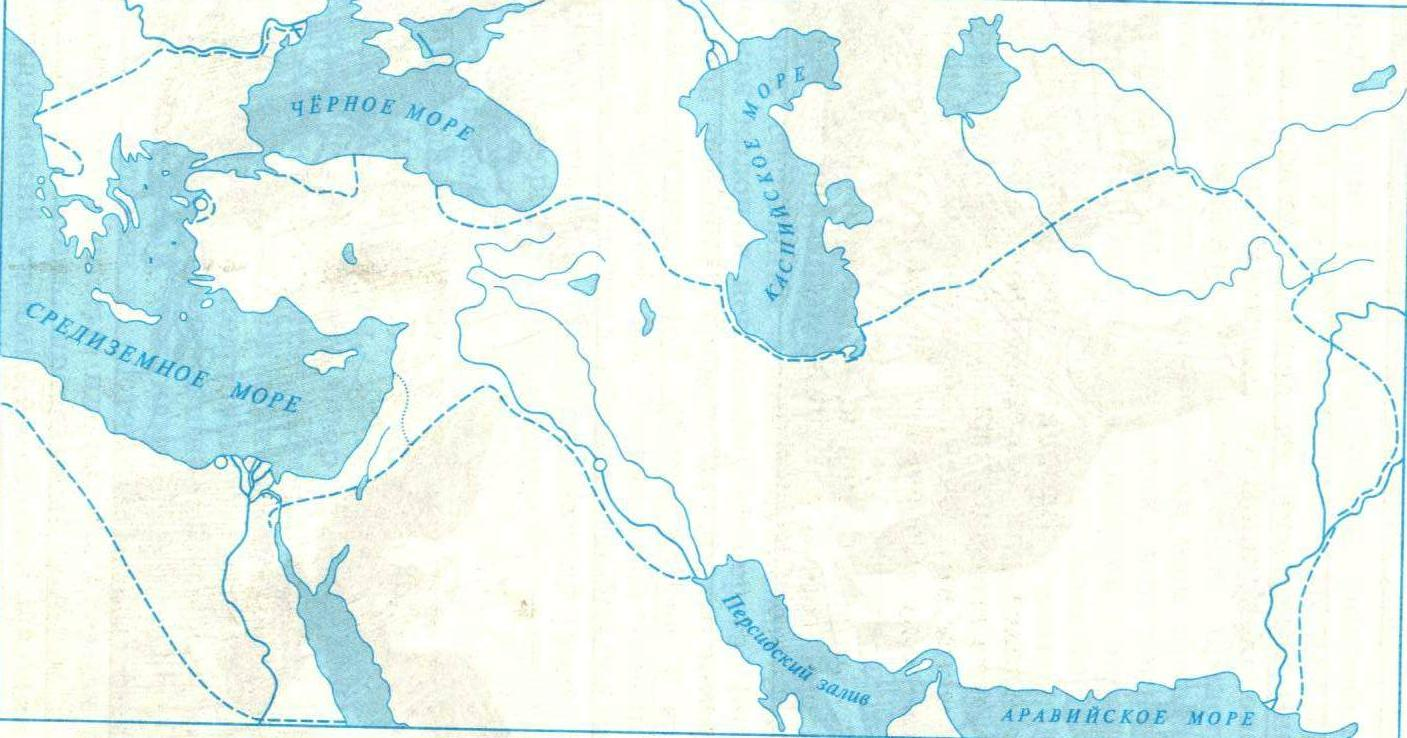 ЧЁРНОЕ МОРЕ
КАСПИЙСКОЕ МОРЕ
СРЕДИЗЕМНОЕ МОРЕ
Персидский залив
АРАВИЙСКОЕ МОРЕ